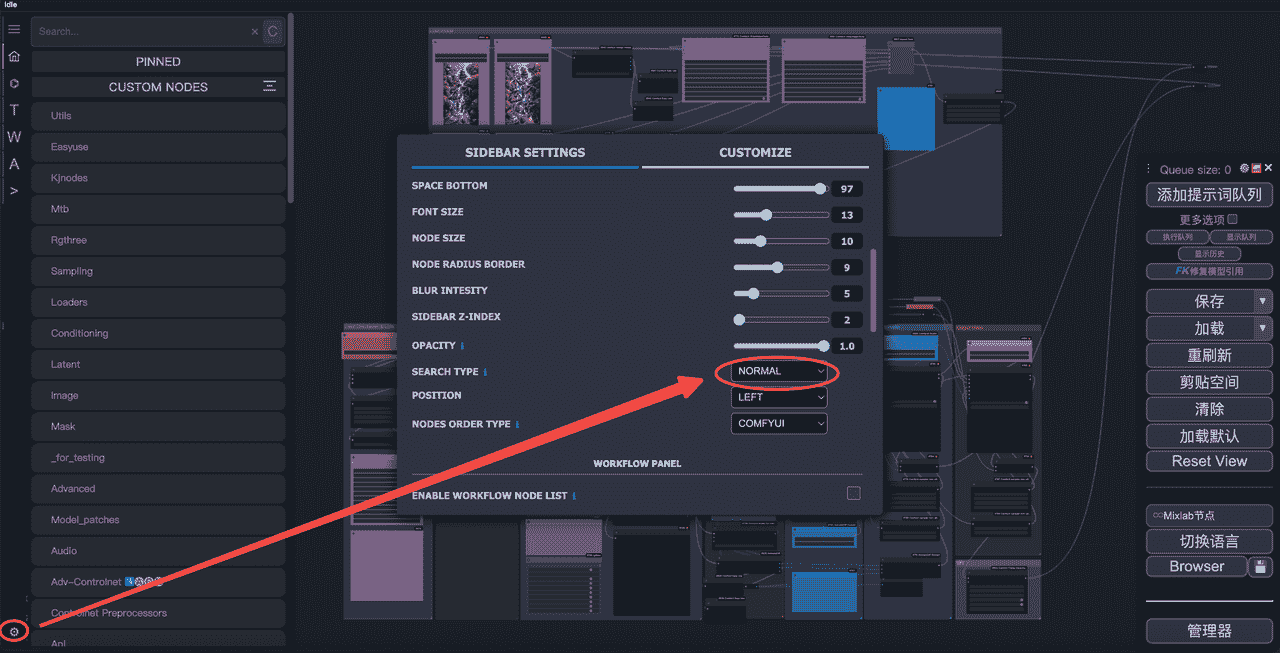 Idle
Search...
PINNED
CUSTOM NODES
Utils
Easyuse
Kjnodes
Mtb
Rgthree
Sampling
Loaders
Conditioning
Latent
Image
Mask
_for_testing
Advanced
Model_patches
Audio
Adv-Controlnet
Controlnet Preprocessors
Api
T
W
A
>
SIDEBAR SETTINGS
CUSTOMIZE
SPACE BOTTOM 97
FONT SIZE 13
NODE SIZE 10
NODE RADIUS BORDER 9
BLUR INTESITY 5
SIDEBAR Z-INDEX 2
OPACITY i 1.0
SEARCH TYPE i NORMAL
POSITION LEFT
NODES ORDER TYPE i COMFYUI
WORKFLOW PANEL
ENABLE WORKFLOW NODE LIST i
Queue size: 0
添加提示词队列
更多选项
执行队列 显示队列
显示历史
FK修复模型引用
保存
加载
重刷新
剪贴空间
清除
加载默认
Reset View
Mixlab节点
切换语言
Browser
管理器